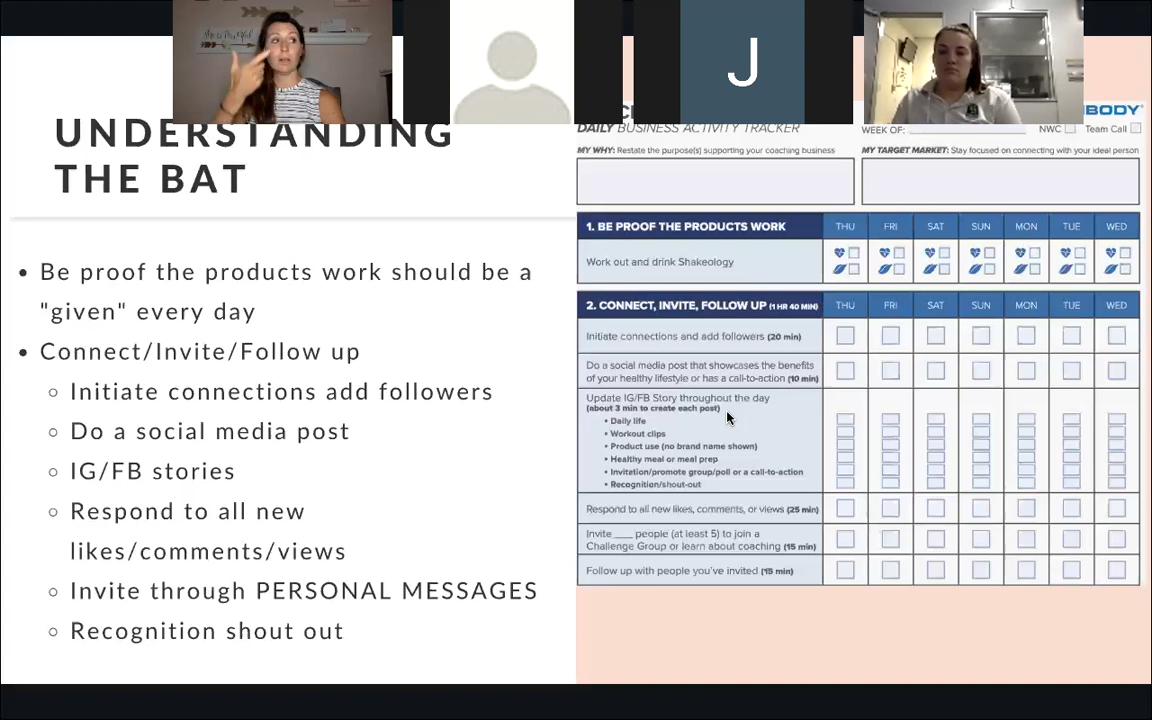 J
UNDERSTANDING
THE BAT
• Be proof the products work should be a
"given" every day
• Connect/Invite/Follow up
◦ Initiate connections add followers
◦ Do a social media post
◦ IG/FB stories
◦ Respond to all new
likes/comments/views
◦ Invite through PERSONAL MESSAGES
◦ Recognition shout out
DAILY BUSINESS ACTIVITY TRACKER
WEEK OF: NWC Team Call
MY WHY: Restate the purpose(s) supporting your coaching business
MY TARGET MARKET: Stay focused on connecting with your ideal person
1. BE PROOF THE PRODUCTS WORK THU FRI SAT SUN MON TUE WED
Work out and drink Shakeology
2. CONNECT, INVITE, FOLLOW UP (1 HR 40 MIN) THU FRI SAT SUN MON TUE WED
Initiate connections and add followers (20 min)
Do a social media post that showcases the benefits
of your healthy lifestyle or has a call-to-action (10 min)
Update IG/FB Story throughout the day
(about 3 min to create each post)
• Daily life
• Workout clips
• Product use (no brand name shown)
• Healthy meal or meal prep
• Invitation/promote group/poll or a call-to-action
• Recognition/shout-out
Respond to all new likes, comments, or views (25 min)
Invite ___ people (at least 5) to join a
Challenge Group or learn about coaching (15 min)
Follow up with people you've invited (15 min)